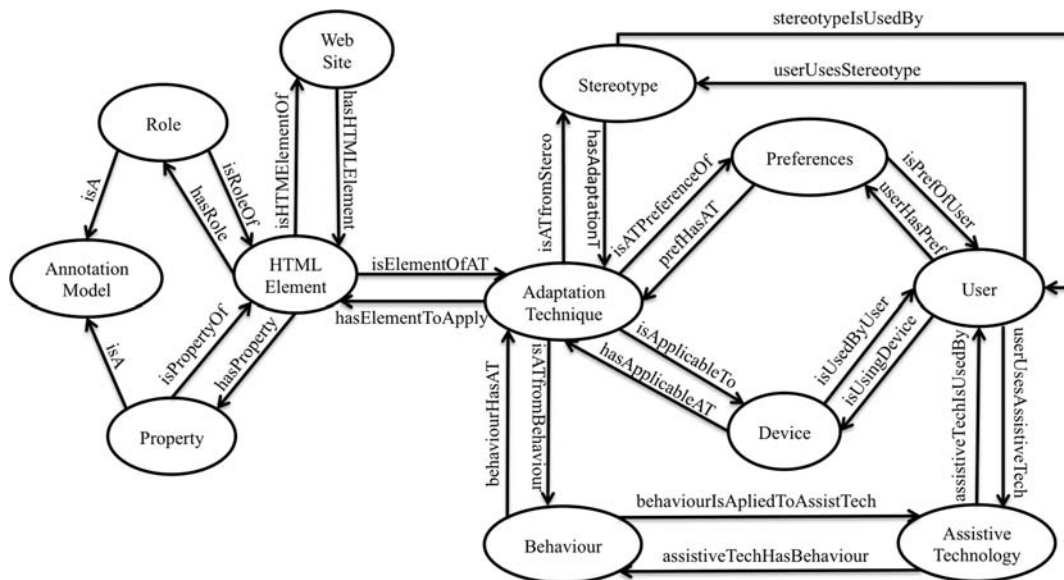 stereotypeIsUsedBy
Web
Site
userUsesStereotype
Stereotype
Role
isHTMElementOf
hasHTMLElement
isATfromStereo
hasAdaptationT
Preferences
isA
isRoleOf
hasRole
isATPreferenceOf
prefHasAT
isPrefOfUser
userHasPref
Annotation
Model
HTML
Element
isElementOfAT
hasElementToApply
Adaptation
Technique
User
isA
isPropertyOf
hasProperty
behaviourHasAT
isATfromBehaviour
isApplicableTo
hasApplicableAT
isUsedByUser
isUsingDevice
assistiveTechIsUsedBy
userUsesAssistiveTech
Property
Device
behaviourIsApliedToAssistTech
Behaviour
assistiveTechHasBehaviour
Assistive
Technology